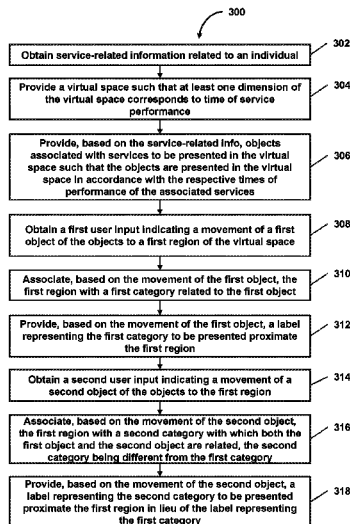 300
Obtain service-related information related to an individual
302
Provide a virtual space such that at least one dimension of
the virtual space corresponds to time of service
performance
304
Provide, based on the service-related info, objects
associated with services to be presented in the virtual
space such that the objects are presented in the virtual
space in accordance with the respective times of
performance of the associated services
306
Obtain a first user input indicating a movement of a first
object of the objects to a first region of the virtual space
308
Associate, based on the movement of the first object, the
first region with a first category related to the first object
310
Provide, based on the movement of the first object, a label
representing the first category to be presented proximate
the first region
312
Obtain a second user input indicating a movement of a
second object of the objects to the first region
314
Associate, based on the movement of the second object,
the first region with a second category with which both the
first object and the second object are related, the second
category being different from the first category
316
Provide, based on the movement of the second object, a
label representing the second category to be presented
proximate the first region in lieu of the label representing
the first category
318